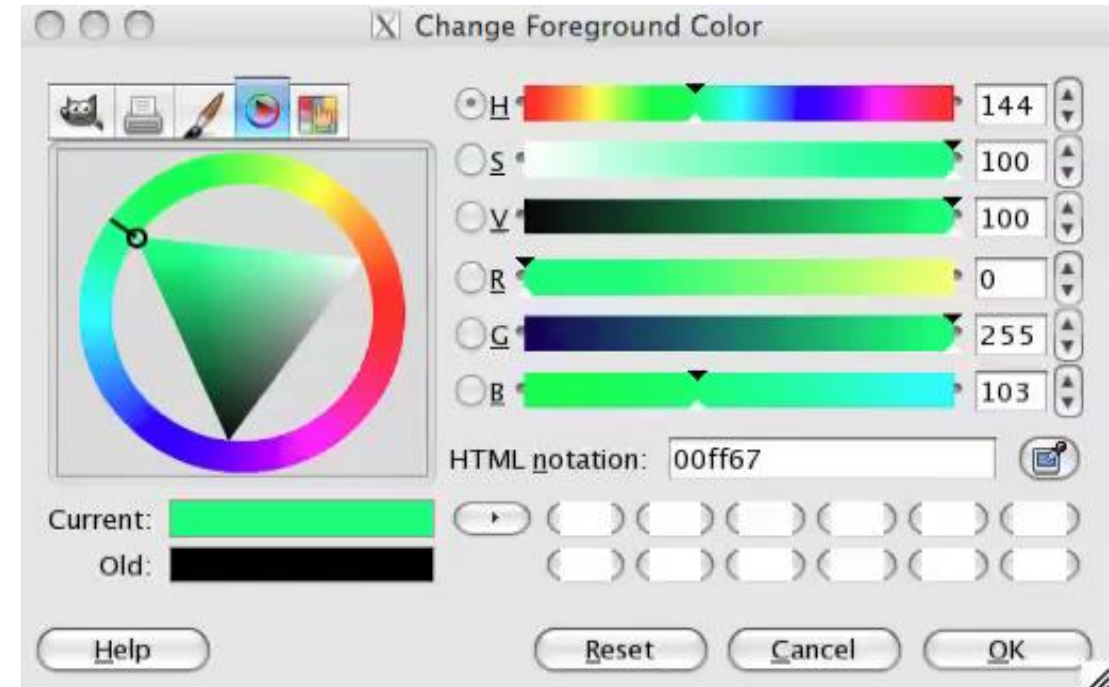 Change Foreground Color
H 144
S 100
V 100
R 0
G 255
B 103
HTML notation: 00ff67
Current:
Old:
Help Reset Cancel OK